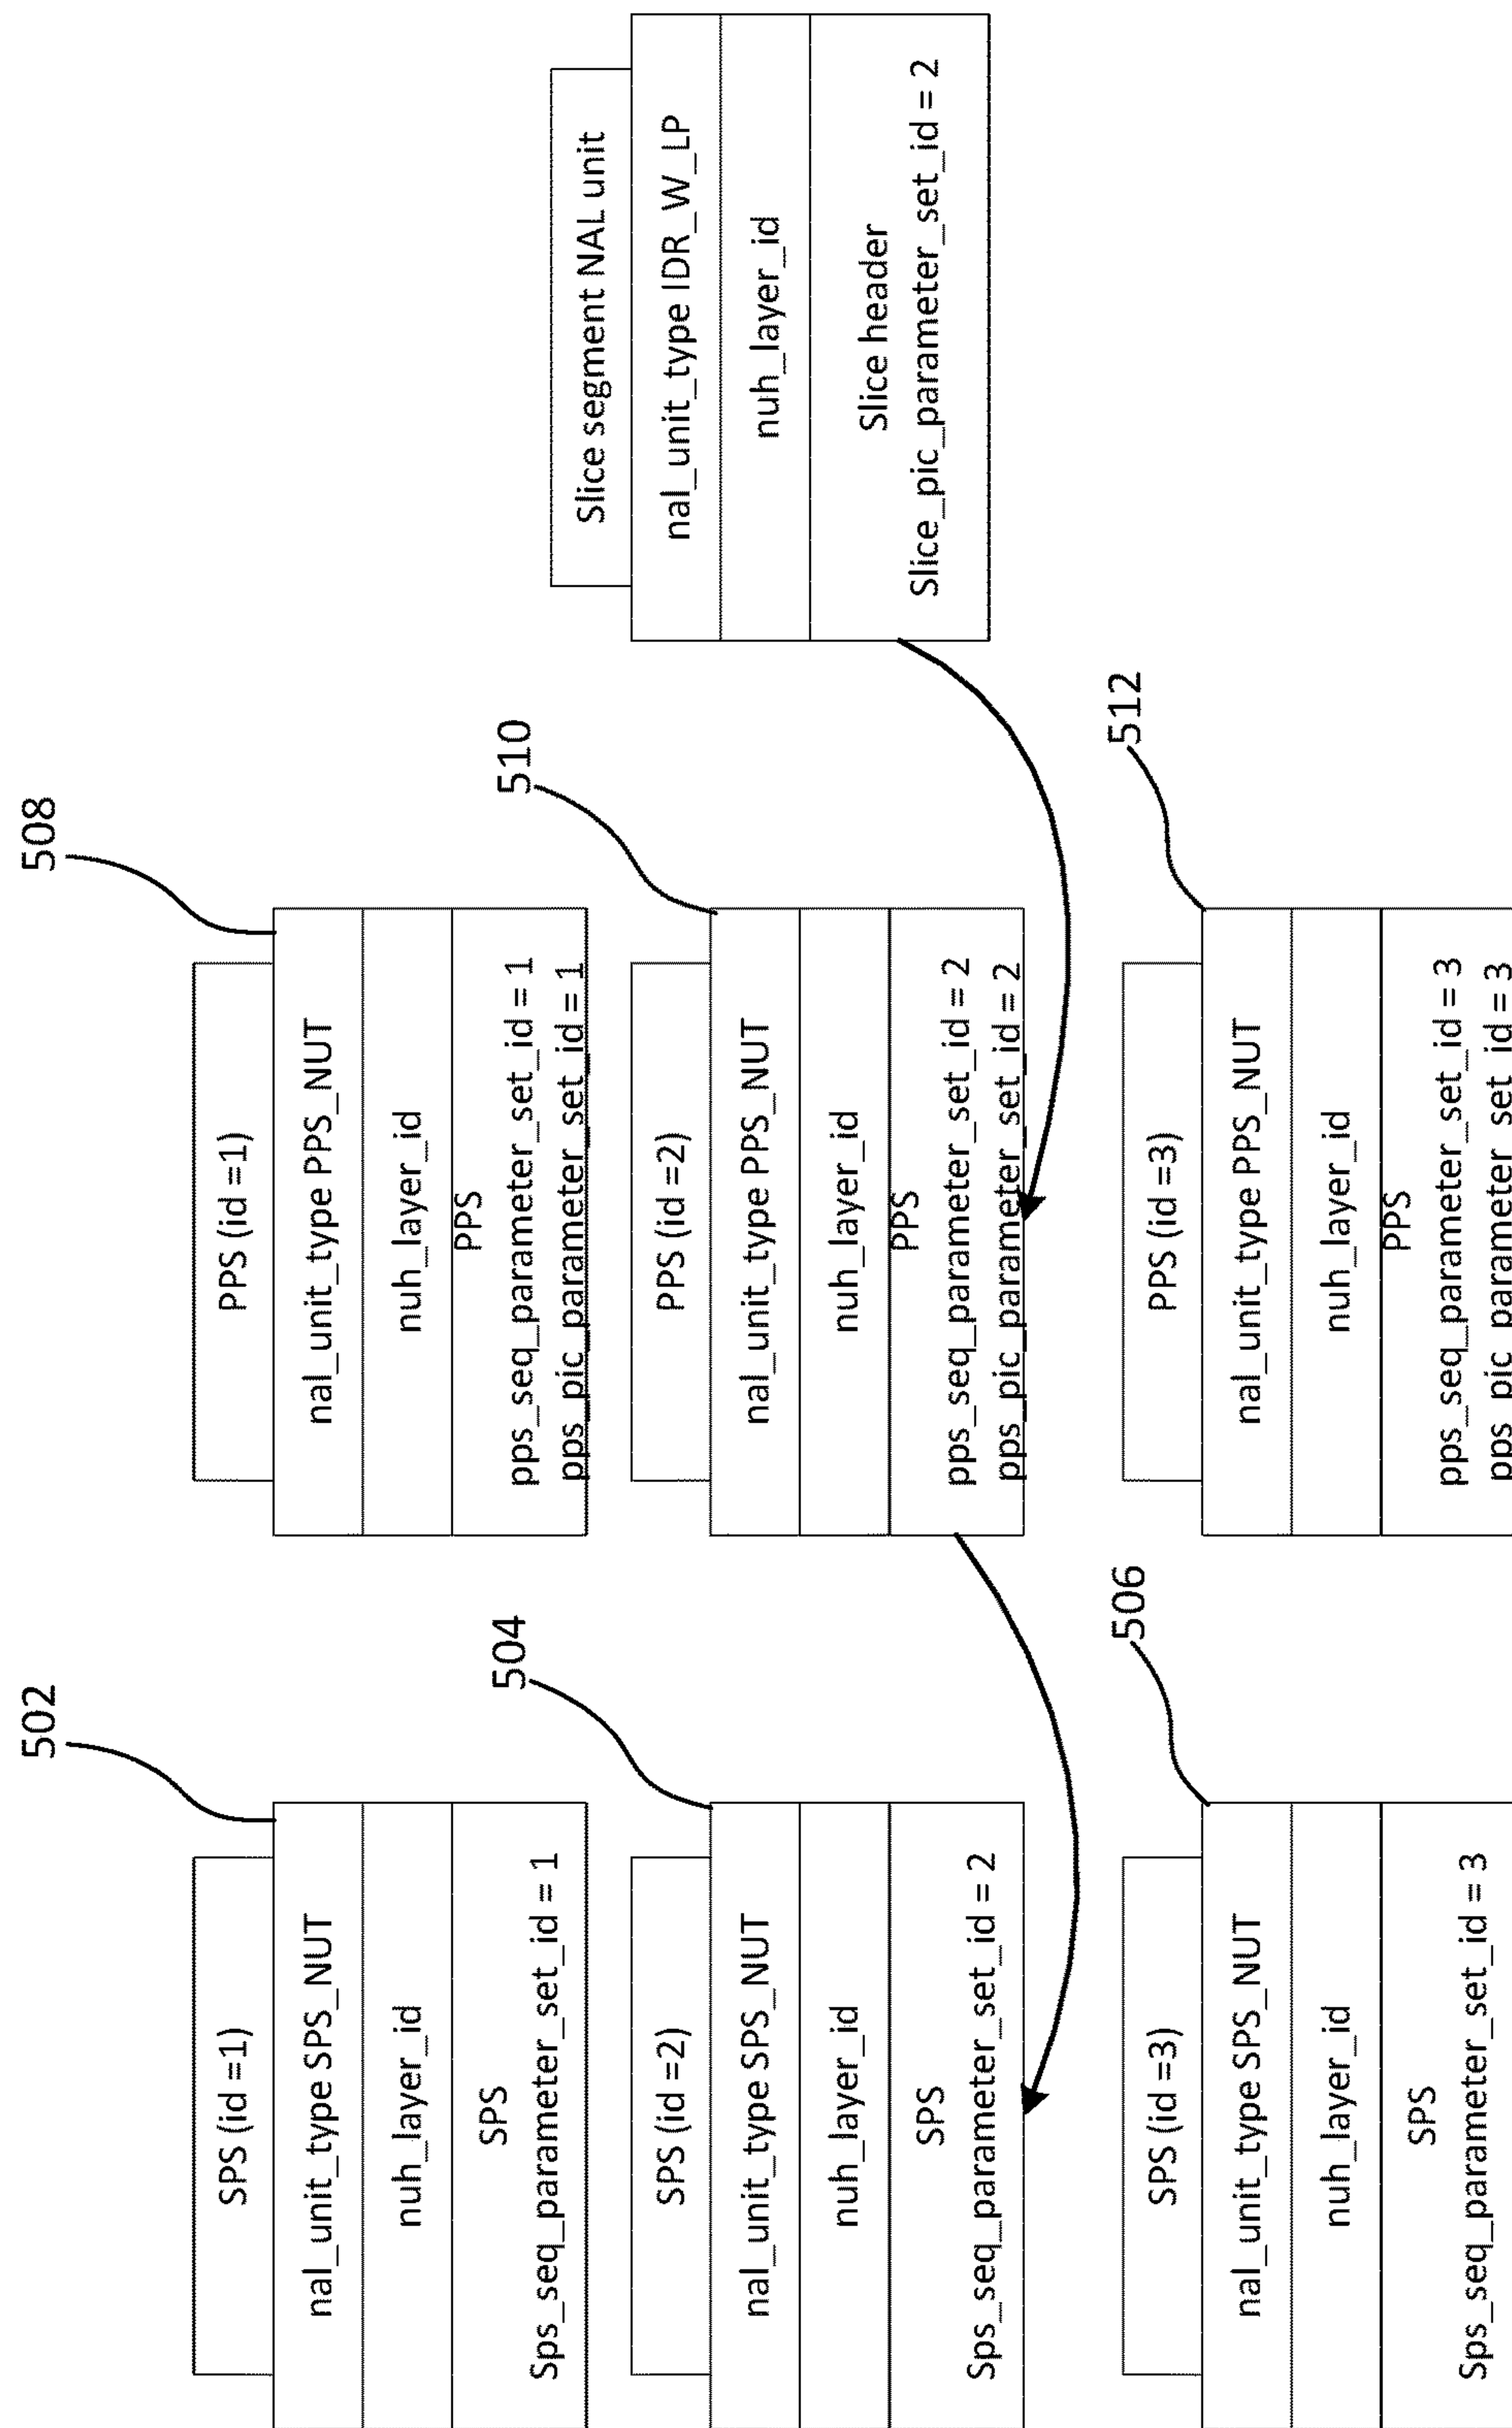 502
SPS (id =1)
nal_unit_type SPS_NUT
nuh_layer_id
SPS
Sps_seq_parameter_set_id = 1
504
SPS (id =2)
nal_unit_type SPS_NUT
nuh_layer_id
SPS
Sps_seq_parameter_set_id = 2
506
SPS (id =3)
nal_unit_type SPS_NUT
nuh_layer_id
SPS
Sps_seq_parameter_set_id = 3
508
PPS (id =1)
nal_unit_type PPS_NUT
nuh_layer_id
PPS
pps_seq_parameter_set_id = 1
pps_pic_parameter_set_id = 1
510
PPS (id =2)
nal_unit_type PPS_NUT
nuh_layer_id
PPS
pps_seq_parameter_set_id = 2
pps_pic_parameter_set_id = 2
512
PPS (id =3)
nal_unit_type PPS_NUT
nuh_layer_id
PPS
pps_seq_parameter_set_id = 3
pps_pic_parameter_set_id = 3
Slice segment NAL unit
nal_unit_type IDR_W_LP
nuh_layer_id
Slice header
Slice_pic_parameter_set_id = 2